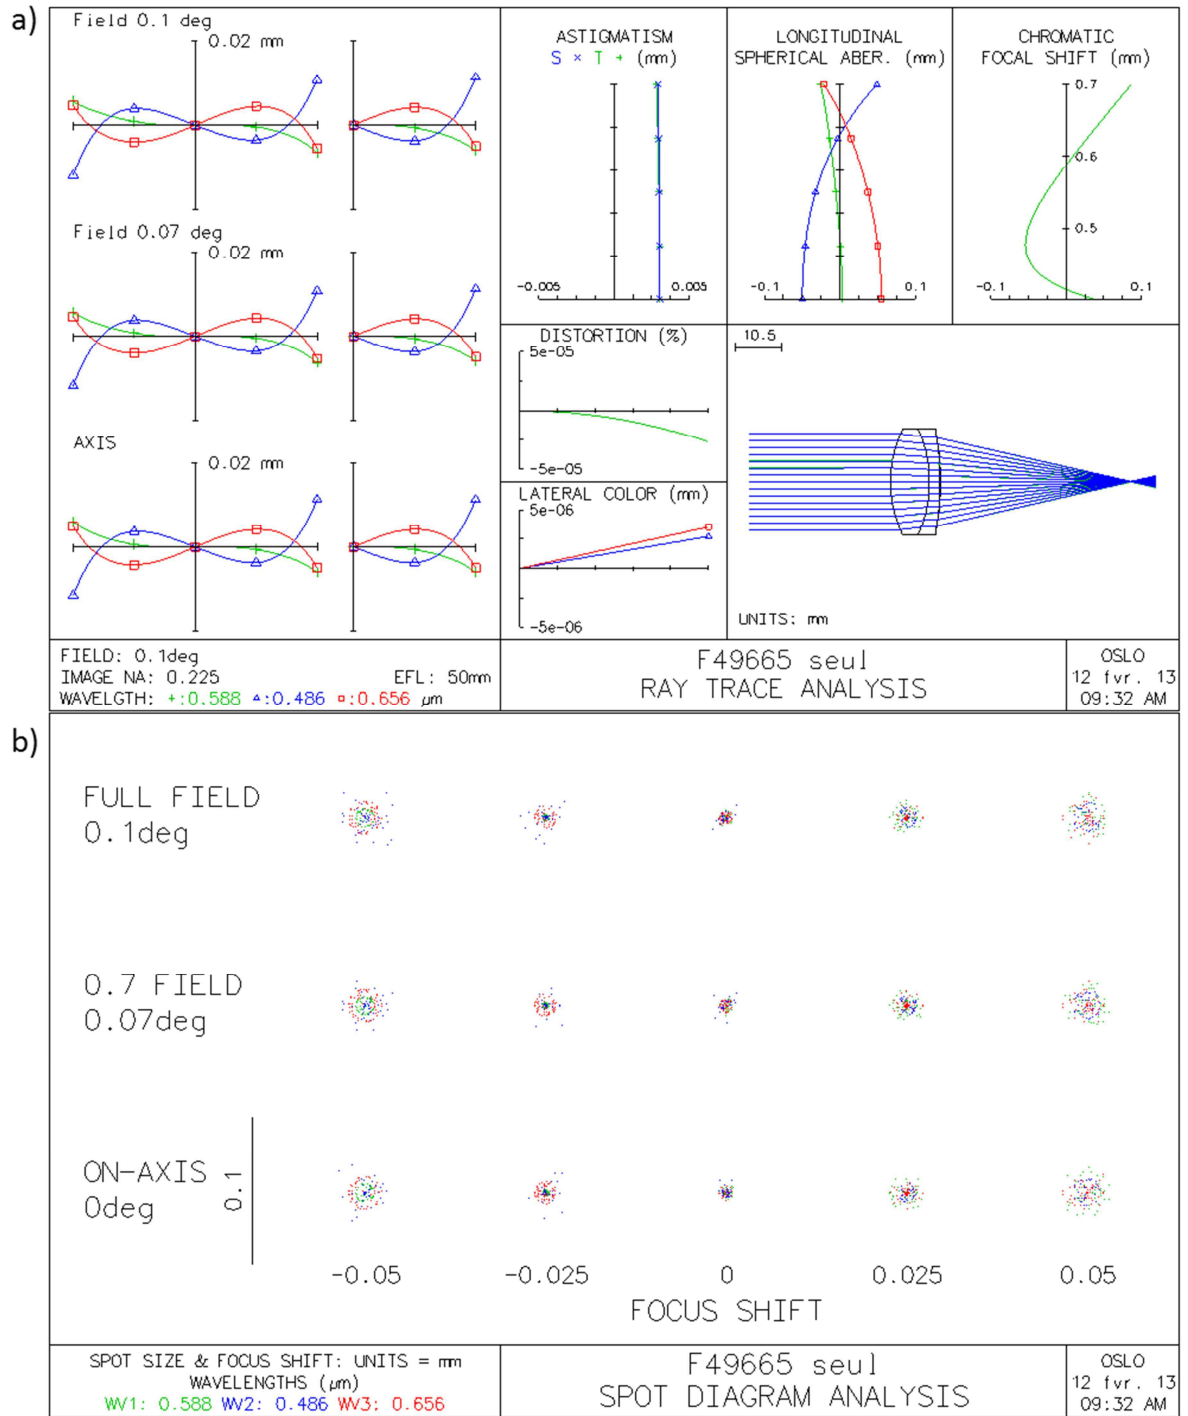 a)
Field 0.1 deg
0.02 mm
Field 0.07 deg
0.02 mm
AXIS
0.02 mm
ASTIGMATISM
S × T + (mm)
-0.005
0.005
LONGITUDINAL
SPHERICAL ABER. (mm)
-0.1
0.1
CHROMATIC
FOCAL SHIFT (mm)
0.7
0.6
0.5
-0.1
0.1
DISTORTION (%)
5e-05
-5e-05
LATERAL COLOR (mm)
5e-06
-5e-06
10.5
UNITS: mm
FIELD: 0.1deg
IMAGE NA: 0.225 EFL: 50mm
WAVELGTH: +:0.588 ▵:0.486 ▫:0.656 μm
F49665 seul
RAY TRACE ANALYSIS
OSLO
12 fvr. 13
09:32 AM
b)
FULL FIELD
0.1deg
0.7 FIELD
0.07deg
ON-AXIS
0deg
0.1
-0.05 -0.025 0 0.025 0.05
FOCUS SHIFT
SPOT SIZE & FOCUS SHIFT: UNITS = mm
WAVELENGTHS (μm)
WV1: 0.588 WV2: 0.486 WV3: 0.656
F49665 seul
SPOT DIAGRAM ANALYSIS
OSLO
12 fvr. 13
09:32 AM